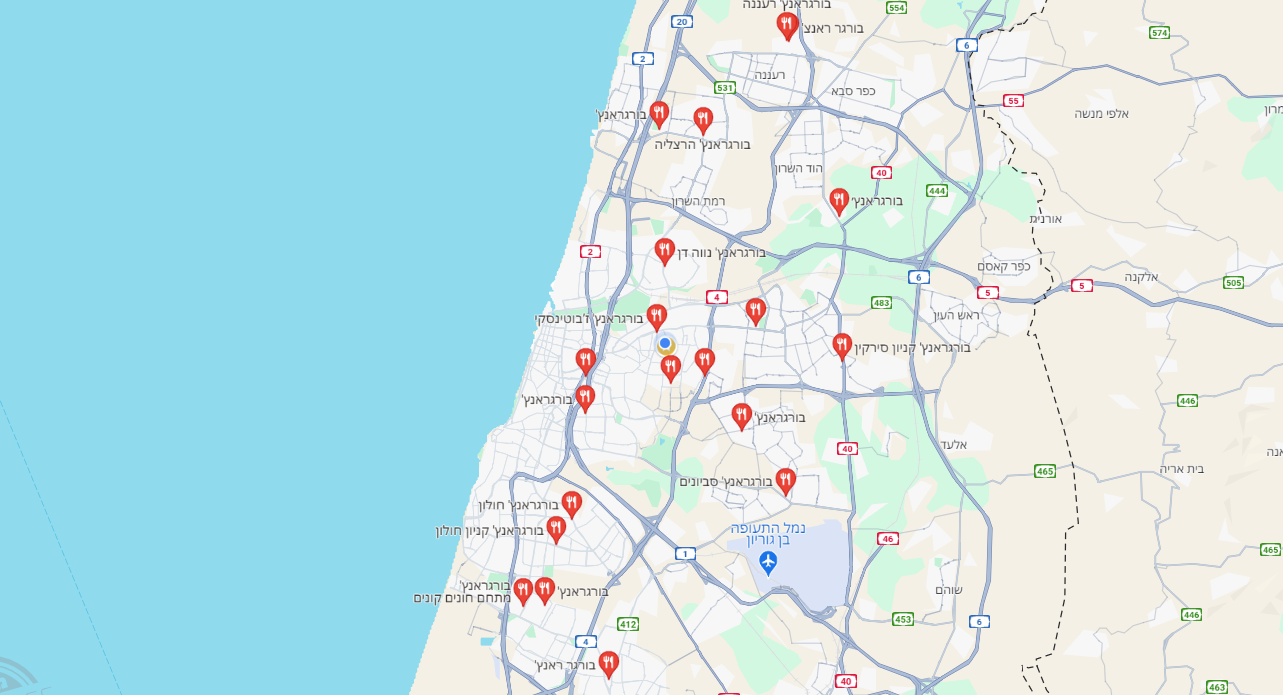 בורגראנץ' רעננה
554
20
בורגר ראנצ'
574
6
2
רעננה
531
כפר סבא
55
אלפי מנשה
בורגראנץ'
בורגראנץ' הרצליה
הוד השרון
40
444
רמת השרון
בורגראנץ'
אורנית
2
בורגראנץ' נווה דן
כפר קאסם
6
אלקנה
505
5
5
4
483
בורגראנץ' ז'בוטינסקי
ראש העין
בורגראנץ' קניון סירקין
בורגראנץ'
446
בורגראנץ'
אלעד
40
465
בית אריה
בורגראנץ' סביונים
בורגראנץ' חולון
בורגראנץ' קניון חולון
נמל התעופה
בן גוריון
46
1
465
בורגראנץ'
מתחם חונים קונים
בורגראנץ'
שוהם
412
453
6
446
4
בורגר ראנץ'
40
463